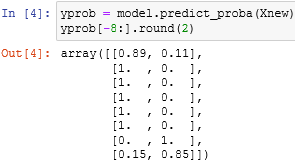 In [4]: yprob = model.predict_proba(Xnew)
yprob[-8:].round(2)
Out[4]: array([[0.89, 0.11],
[1. , 0. ],
[1. , 0. ],
[1. , 0. ],
[1. , 0. ],
[1. , 0. ],
[0. , 1. ],
[0.15, 0.85]])